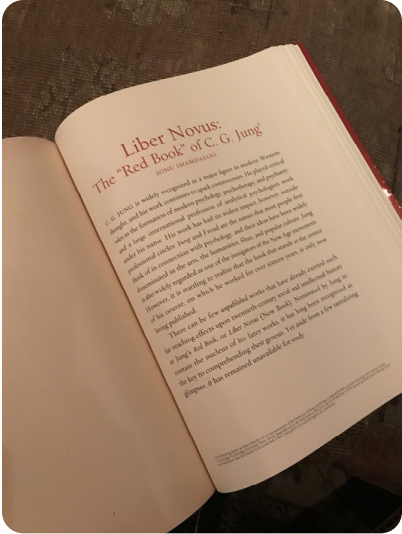 Liber Novus:
The "Red Book" of C. G. Jung
SONU SHAMDASANI
C. G. JUNG is widely recognized as a major figure in modern Western
thought, and his work continues to spark controversies. He played critical
roles in the formation of modern psychology, psychotherapy, and psychiatry,
and a large international profession of analytical psychologists work
under his name. His work has had its widest impact, however, outside
professional circles: Jung and Freud are the names that most people first
think of in connection with psychology, and their ideas have been widely
disseminated in the arts, the humanities, films, and popular culture. Jung
is also widely regarded as one of the instigators of the New Age movement.
However, it is startling to realize that the book that stands at the center
of his oeuvre, on which he worked for over sixteen years, is only now
being published.
There can be few unpublished works that have already exerted such
far-reaching effects upon twentieth-century social and intellectual history
as Jung's Red Book, or Liber Novus (New Book). Nominated by Jung to
contain the nucleus of his later works, it has long been recognized as
the key to comprehending their genesis. Yet aside from a few tantalizing
glimpses, it has remained unavailable for study.